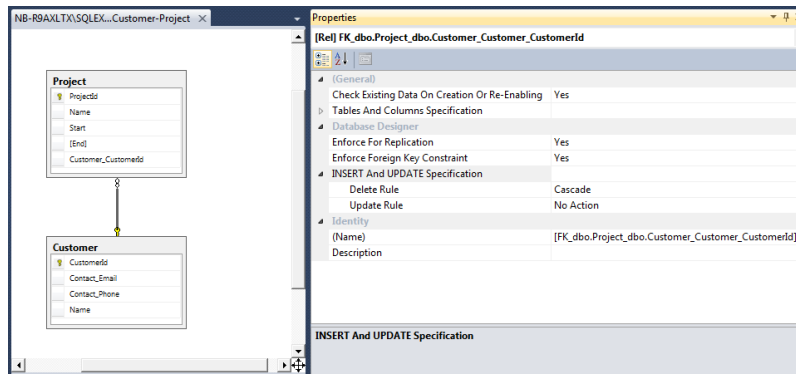 NB-R9AXLTX\SQLEX...Customer-Project
Project
ProjectId
Name
Start
[End]
Customer_CustomerId
Customer
CustomerId
Contact_Email
Contact_Phone
Name
Properties
[Rel] FK_dbo.Project_dbo.Customer_Customer_CustomerId
(General)
Check Existing Data On Creation Or Re-Enabling Yes
Tables And Columns Specification
Database Designer
Enforce For Replication Yes
Enforce Foreign Key Constraint Yes
INSERT And UPDATE Specification
Delete Rule Cascade
Update Rule No Action
Identity
(Name) [FK_dbo.Project_dbo.Customer_Customer_CustomerId]
Description
INSERT And UPDATE Specification